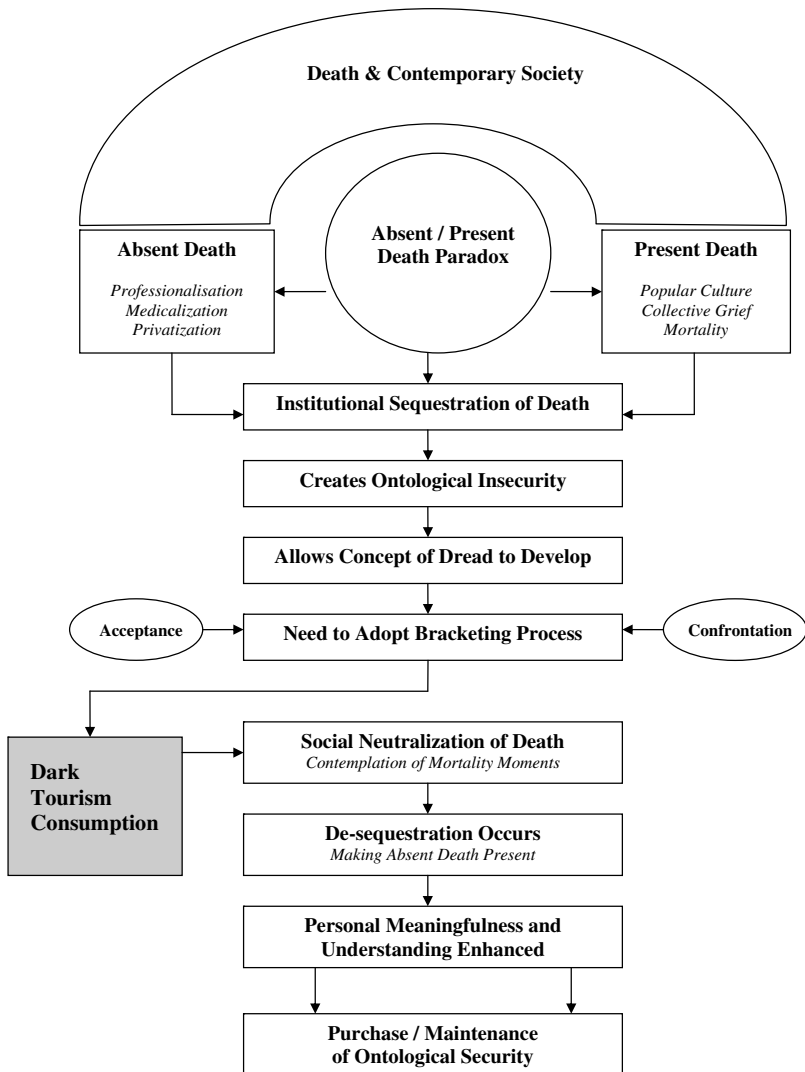 Death & Contemporary Society
Absent / Present
Death Paradox
Absent Death
Professionalisation
Medicalization
Privatization
Present Death
Popular Culture
Collective Grief
Mortality
Institutional Sequestration of Death
Creates Ontological Insecurity
Allows Concept of Dread to Develop
Acceptance
Need to Adopt Bracketing Process
Confrontation
Dark
Tourism
Consumption
Social Neutralization of Death
Contemplation of Mortality Moments
De-sequestration Occurs
Making Absent Death Present
Personal Meaningfulness and
Understanding Enhanced
Purchase / Maintenance
of Ontological Security